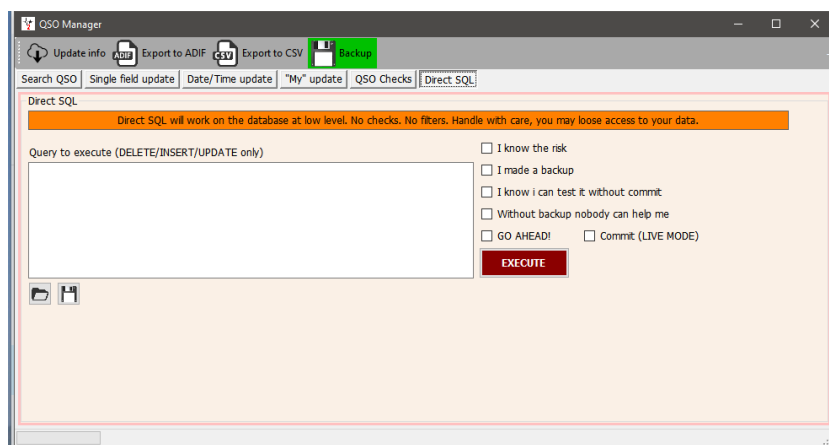 QSO Manager
Update info ADIF Export to ADIF CSV Export to CSV Backup
Search QSO Single field update Date/Time update "My" update QSO Checks Direct SQL
Direct SQL
Direct SQL will work on the database at low level. No checks. No filters. Handle with care, you may loose access to your data.
Query to execute (DELETE/INSERT/UPDATE only)
I know the risk
I made a backup
I know i can test it without commit
Without backup nobody can help me
GO AHEAD! Commit (LIVE MODE)
EXECUTE